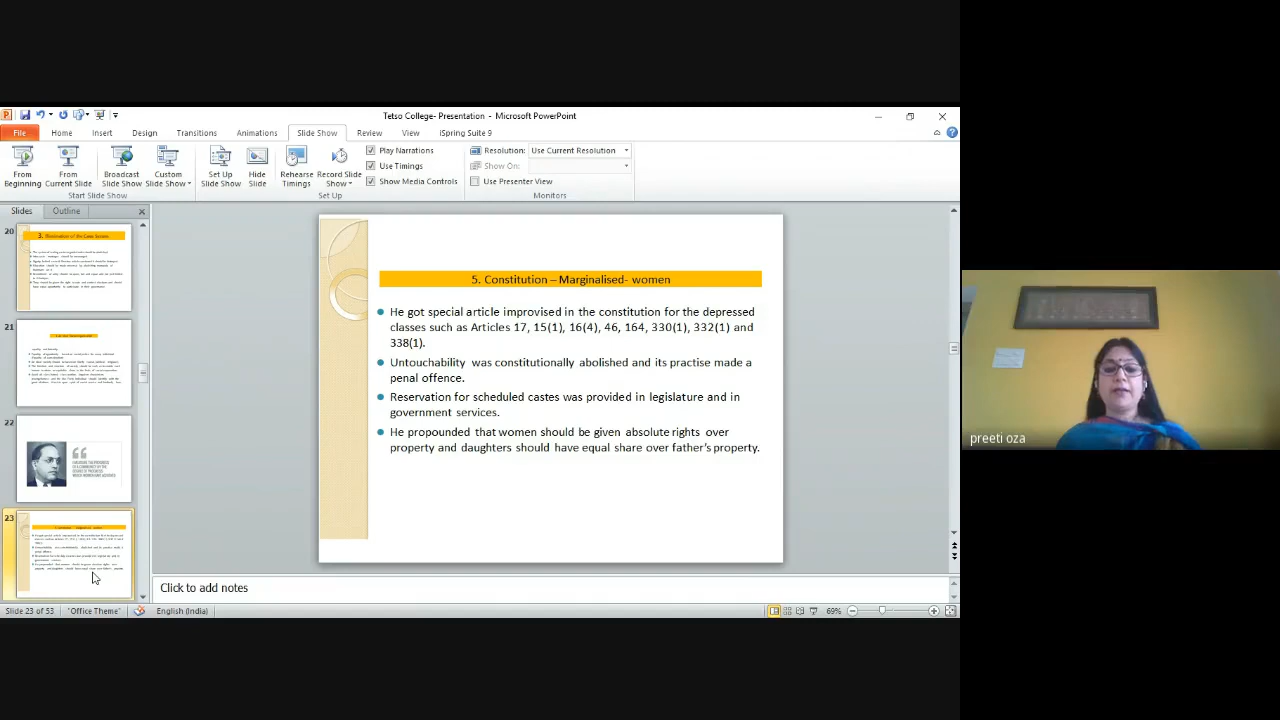 Tetso College- Presentation - Microsoft PowerPoint
File Home Insert Design Transitions Animations Slide Show Review View iSpring Suite 9
From Beginning
From Current Slide
Broadcast Slide Show
Custom Slide Show
Set Up Slide Show
Hide Slide
Rehearse Timings
Record Slide Show
Play Narrations
Use Timings
Show Media Controls
Resolution: Use Current Resolution
Show On:
Use Presenter View
Start Slide Show
Set Up
Monitors
Slides Outline
20
21
22
23
5. Constitution – Marginalised- women
He got special article improvised in the constitution for the depressed
classes such as Articles 17, 15(1), 16(4), 46, 164, 330(1), 332(1) and
338(1).
Untouchability was constitutionally abolished and its practise made a
penal offence.
Reservation for scheduled castes was provided in legislature and in
government services.
He propounded that women should be given absolute rights over
property and daughters should have equal share over father's property.
Click to add notes
Slide 23 of 53 "Office Theme" English (India) 69%
preeti oza